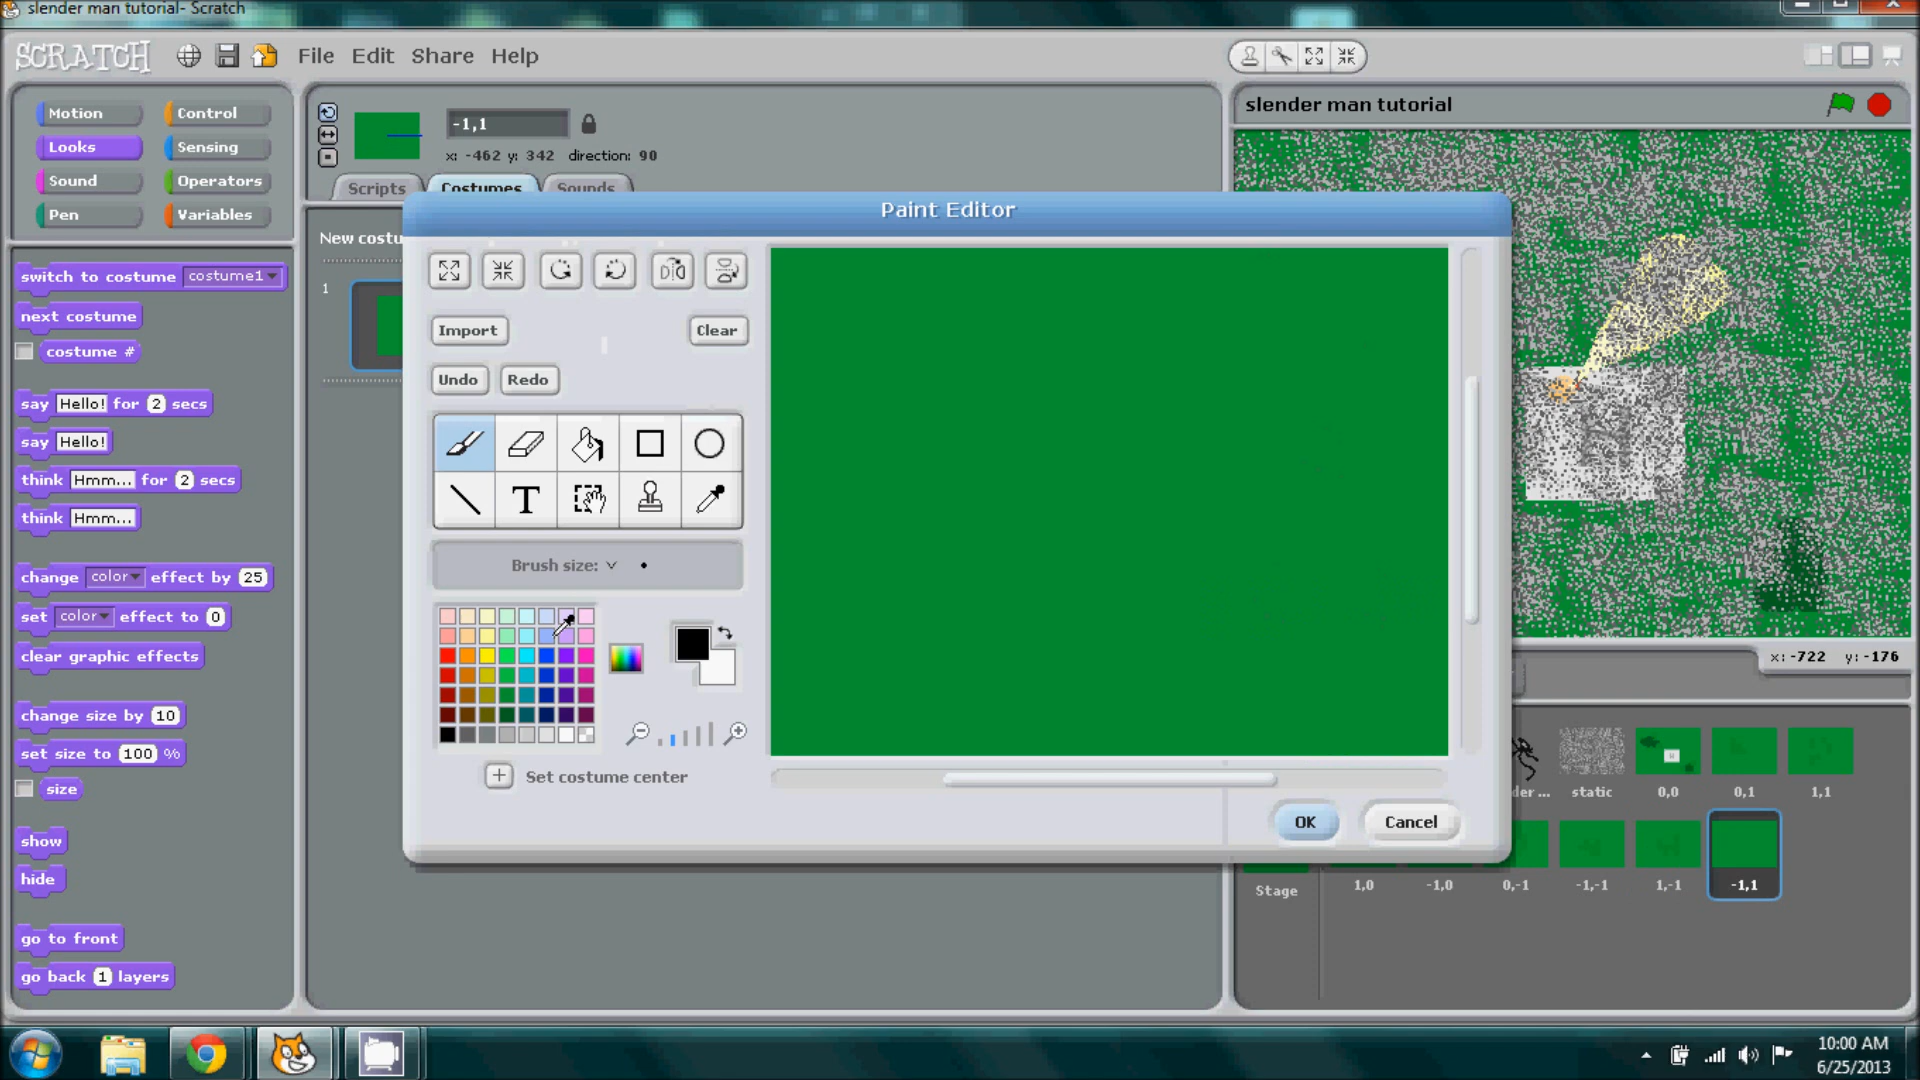 slender man tutorial- Scratch
SCRATCH File Edit Share Help
Motion Control
Looks Sensing
Sound Operators
Pen Variables
switch to costume costume1
next costume
costume #
say Hello! for 2 secs
say Hello!
think Hmm... for 2 secs
think Hmm...
change color effect by 25
set color effect to 0
clear graphic effects
change size by 10
set size to 100 %
size
show
hide
go to front
go back 1 layers
-1,1
x: -462 y: 342 direction: 90
Scripts Costumes Sounds
New costu
1
Paint Editor
Import Clear
Undo Redo
T
Brush size:
Set costume center
OK Cancel
slender man tutorial
x: -722 y: -176
der ... static 0,0 0,1 1,1
Stage 1,0 -1,0 0,-1 -1,-1 1,-1 -1,1
10:00 AM
6/25/2013